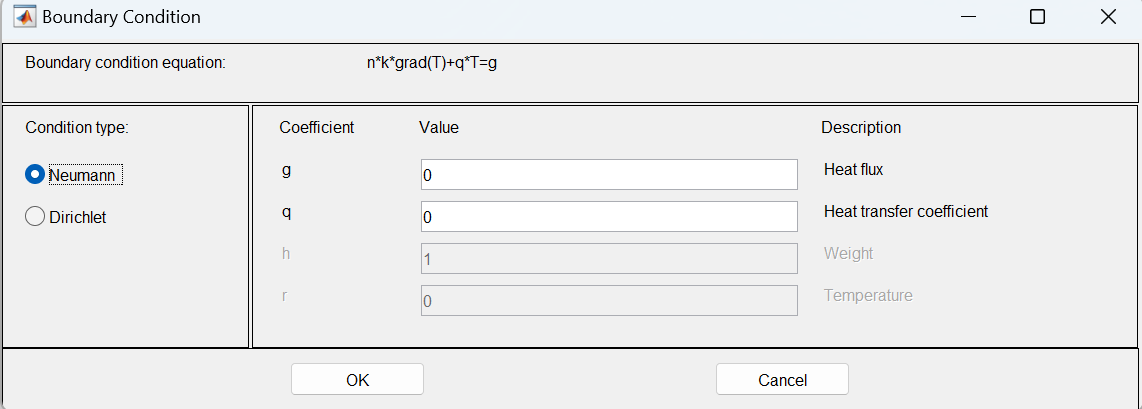 Boundary Condition
Boundary condition equation: n*k*grad(T)+q*T=g
Condition type:
Neumann
Dirichlet
Coefficient Value Description
g 0 Heat flux
q 0 Heat transfer coefficient
h 1 Weight
r 0 Temperature
OK Cancel